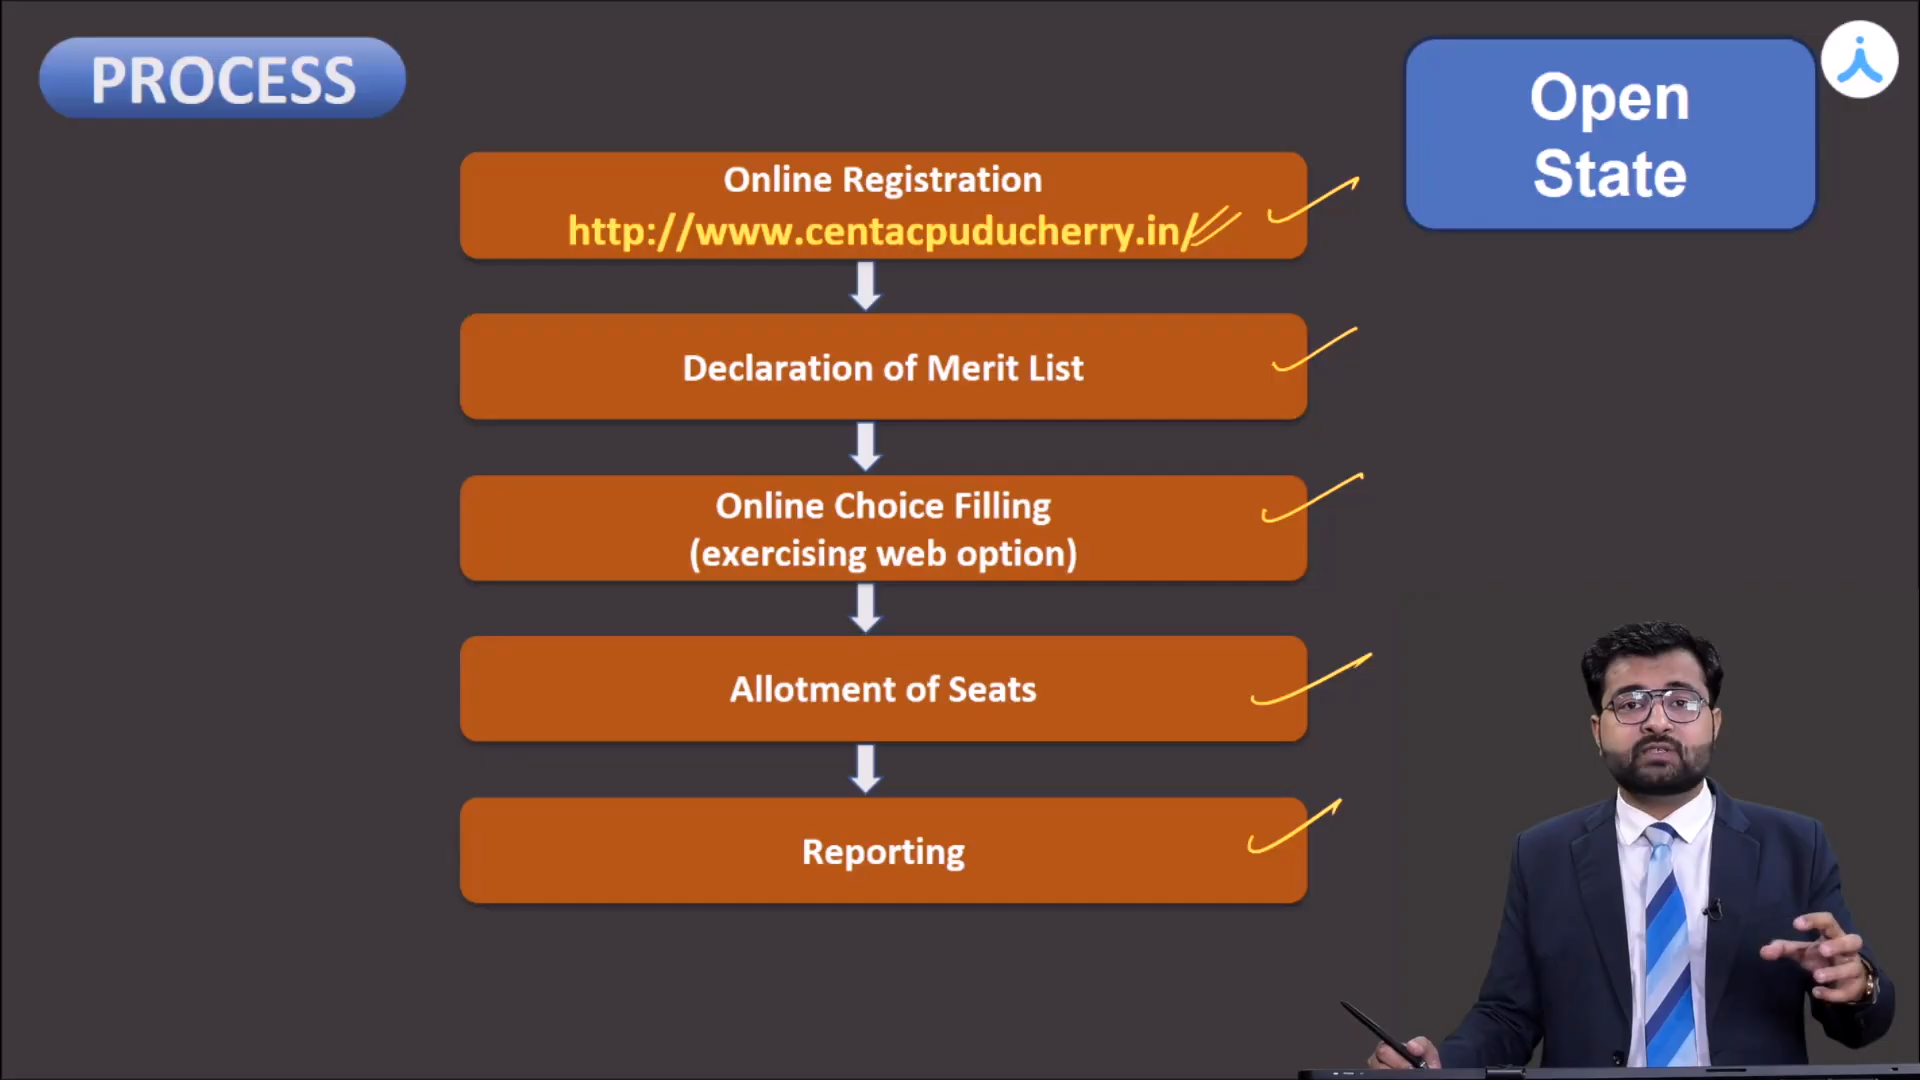 PROCESS
Open
State
Online Registration
http://www.centacpuducherry.in/
Declaration of Merit List
Online Choice Filling
(exercising web option)
Allotment of Seats
Reporting